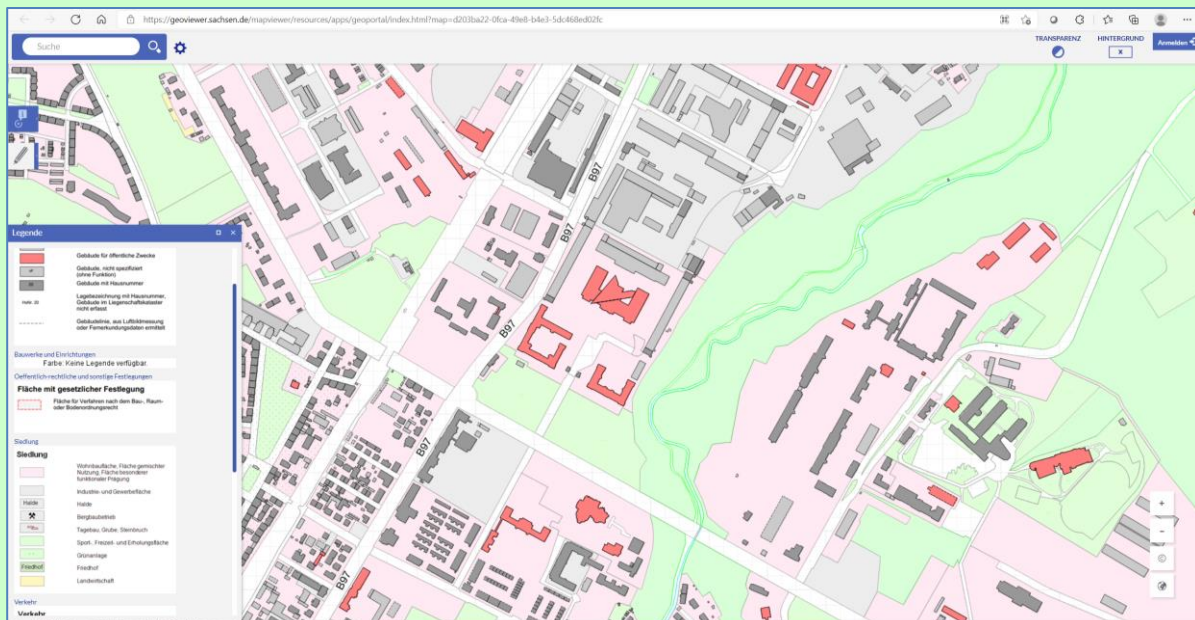 https://geoviewer.sachsen.de/mapviewer/resources/apps/geoportal/index.html?map=d203ba22-0fca-49e8-b4e3-5dc468ed02fc
Suche
TRANSPARENZ
HINTERGRUND
Anmelden
B97
B97
B97
B97
B97
Legende
Gebäude für öffentliche Zwecke
Gebäude, nicht spezifiziert
(ohne Funktion)
Gebäude mit Hausnummer
Lagebezeichnung mit Hausnummer,
Gebäude im Liegenschaftskataster
nicht erfasst
Gebäudelinie, aus Luftbildmessung
oder Fernerkundungsdaten ermittelt
Bauwerke und Einrichtungen
Farbe: Keine Legende verfügbar.
Oeffentlich-rechtliche und sonstige Festlegungen
Fläche mit gesetzlicher Festlegung
Fläche für Verfahren nach dem Bau-, Raum-
oder Bodenordnungsrecht
Siedlung
Siedlung
Wohnbaufläche, Fläche gemischter
Nutzung, Fläche besonderer
funktionaler Prägung
Industrie- und Gewerbefläche
Halde
Halde
Bergbaubetrieb
Tagebau, Grube, Steinbruch
Sport-, Freizeit- und Erholungsfläche
Grünanlage
Friedhof
Friedhof
Landwirtschaft
Verkehr
Verkehr